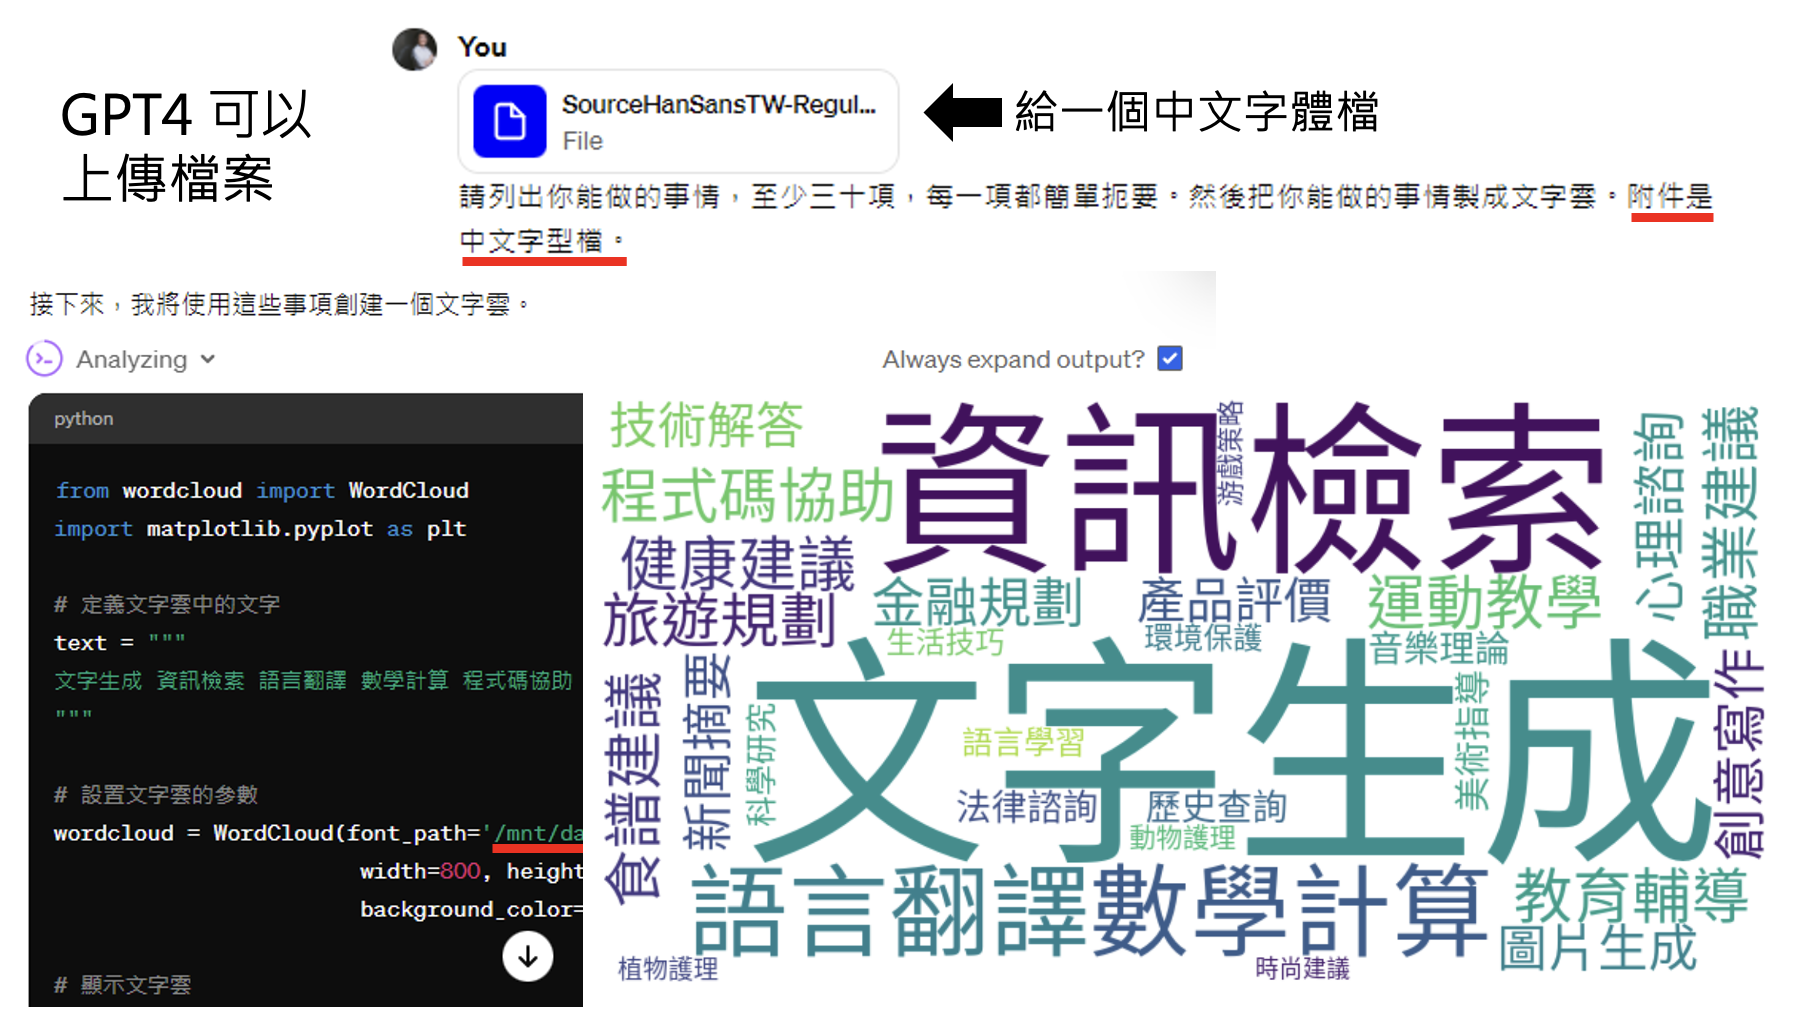 GPT4 可以
上傳檔案
You
SourceHanSansTW-Regul...
File
給一個中文字體檔
請列出你能做的事情，至少三十項，每一項都簡單扼要。然後把你能做的事情製成文字雲。附件是
中文字型檔。
接下來，我將使用這些事項創建一個文字雲。
Analyzing
Always expand output?
python
from wordcloud import WordCloud
import matplotlib.pyplot as plt
# 定義文字雲中的文字
text = """
文字生成 資訊檢索 語言翻譯 數學計算 程式碼協助
"""
# 設置文字雲的參數
wordcloud = WordCloud(font_path='/mnt/da
width=800, height
background_color=
# 顯示文字雲
技術解答
資訊檢索
游戲策略
心理諮詢
職業建議
程式碼協助
健康建議
旅遊規劃
金融規劃
產品評價
運動教學
生活技巧
環境保護
音樂理論
食譜建議
新聞摘要
科學研究
文字生成
語言學習
美術指導
創意寫作
法律諮詢
歷史查詢
動物護理
語言翻譯
數學計算
教育輔導
圖片生成
植物護理
時尚建議